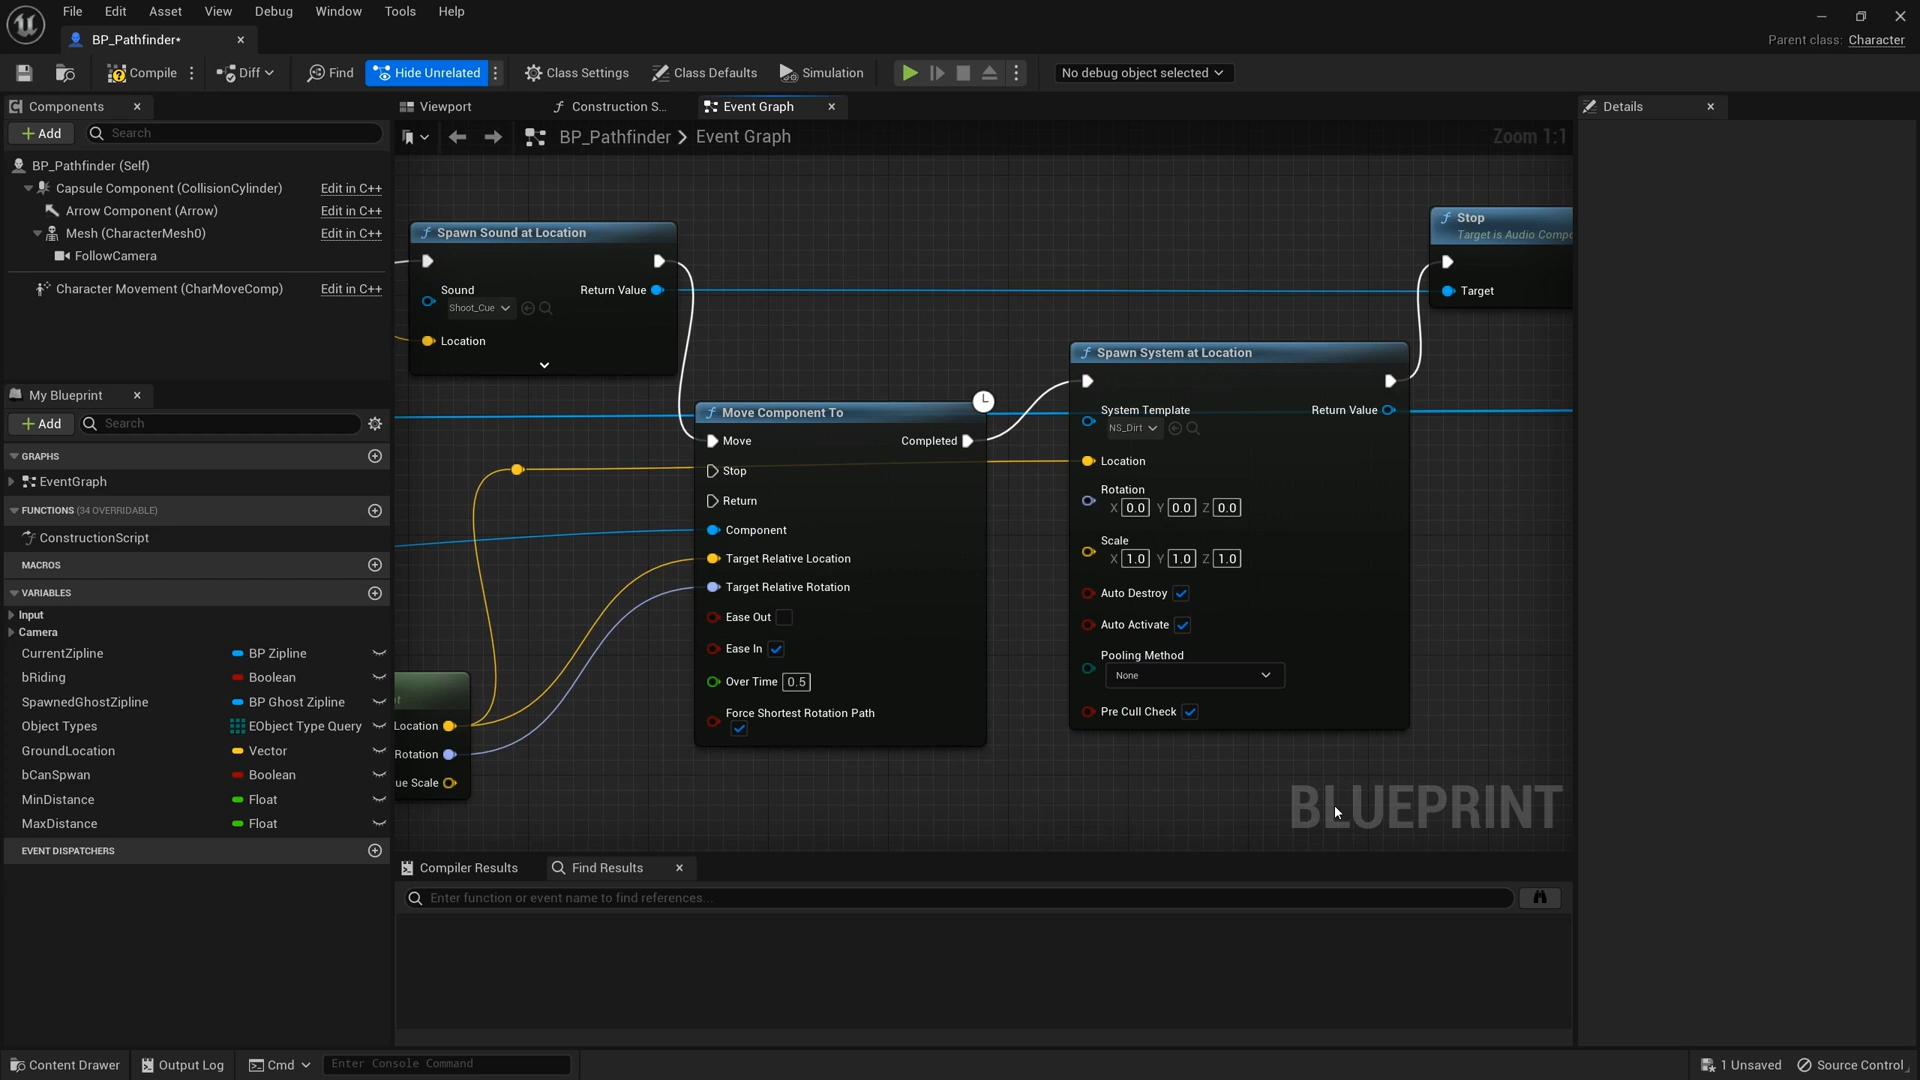 File Edit Asset View Debug Window Tools Help
BP_Pathfinder*
Parent class: Character
Compile Diff Find Hide Unrelated Class Settings Class Defaults Simulation No debug object selected
Components
Viewport Construction S... Event Graph Details
Add Search
BP_Pathfinder > Event Graph Zoom 1:1
BP_Pathfinder (Self)
Capsule Component (CollisionCylinder) Edit in C++
Arrow Component (Arrow) Edit in C++
Mesh (CharacterMesh0) Edit in C++
FollowCamera
Character Movement (CharMoveComp) Edit in C++
My Blueprint
Add Search
GRAPHS
EventGraph
FUNCTIONS (34 OVERRIDABLE)
ConstructionScript
MACROS
VARIABLES
Input
Camera
CurrentZipline BP Zipline
bRiding Boolean
SpawnedGhostZipline BP Ghost Zipline
Object Types EObject Type Query
GroundLocation Vector
bCanSpwan Boolean
MinDistance Float
MaxDistance Float
EVENT DISPATCHERS
Spawn Sound at Location
Sound Return Value
Shoot_Cue
Location
Location
Rotation
ue Scale
Move Component To
Move Completed
Stop
Return
Component
Target Relative Location
Target Relative Rotation
Ease Out
Ease In
Over Time 0.5
Force Shortest Rotation Path
Spawn System at Location
System Template Return Value
NS_Dirt
Location
Rotation
X 0.0 Y 0.0 Z 0.0
Scale
X 1.0 Y 1.0 Z 1.0
Auto Destroy
Auto Activate
Pooling Method
None
Pre Cull Check
Stop
Target is Audio Compo
Target
BLUEPRINT
Compiler Results Find Results
Enter function or event name to find references...
Content Drawer Output Log Cmd Enter Console Command 1 Unsaved Source Control